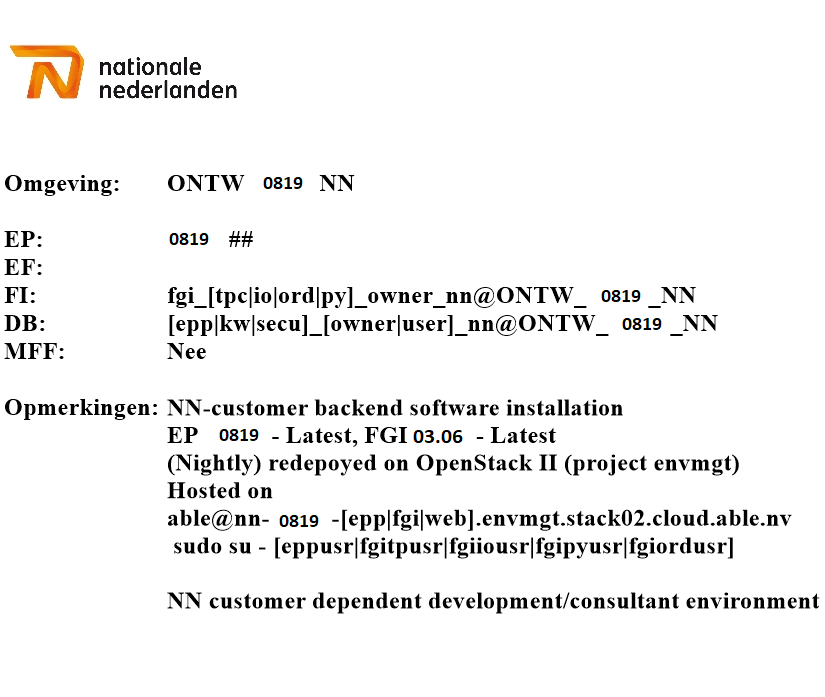 nationale
nederlanden
Omgeving: ONTW 0819 NN
EP: 0819 ##
EF:
FI: fgi_[tpc|io|ord|py]_owner_nn@ONTW_ 0819 _NN
DB: [epp|kw|secu]_[owner|user]_nn@ONTW_ 0819 _NN
MFF: Nee
Opmerkingen: NN-customer backend software installation
EP 0819 - Latest, FGI 03.06 - Latest
(Nightly) redepoyed on OpenStack II (project envmgt)
Hosted on
able@nn- 0819 -[epp|fgi|web].envmgt.stack02.cloud.able.nv
sudo su - [eppusr|fgitpusr|fgiiousr|fgipyusr|fgiordusr]
NN customer dependent development/consultant environment